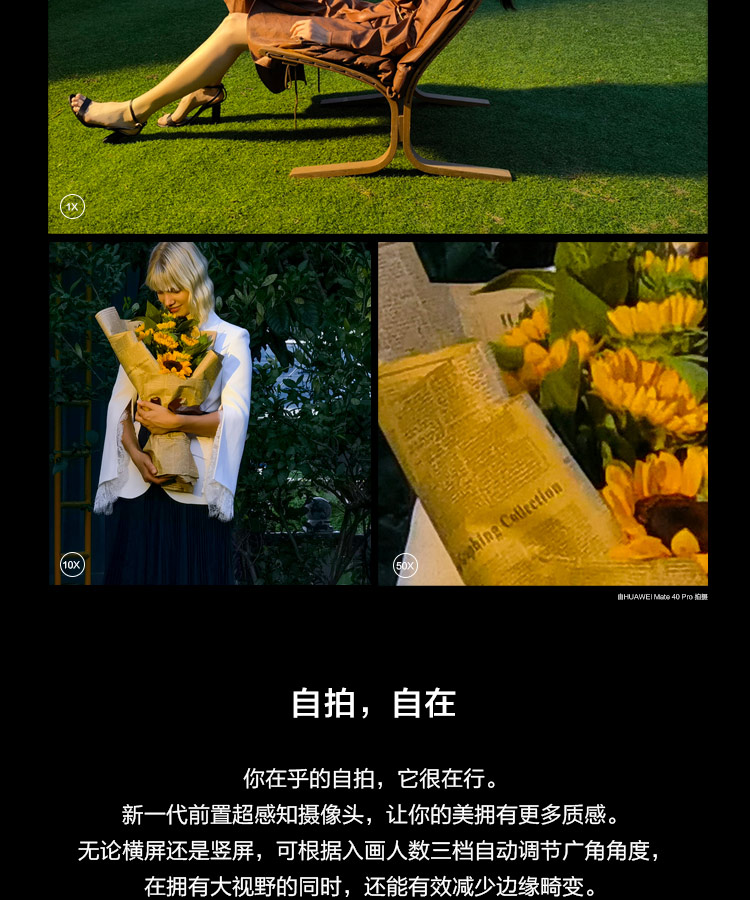 1X
10X
50X
Collection
由HUAWEI Mate 40 Pro 拍摄
自拍，自在
你在乎的自拍，它很在行。
新一代前置超感知摄像头，让你的美拥有更多质感。
无论横屏还是竖屏，可根据入画人数三档自动调节广角角度，
在拥有大视野的同时，还能有效减少边缘畸变。